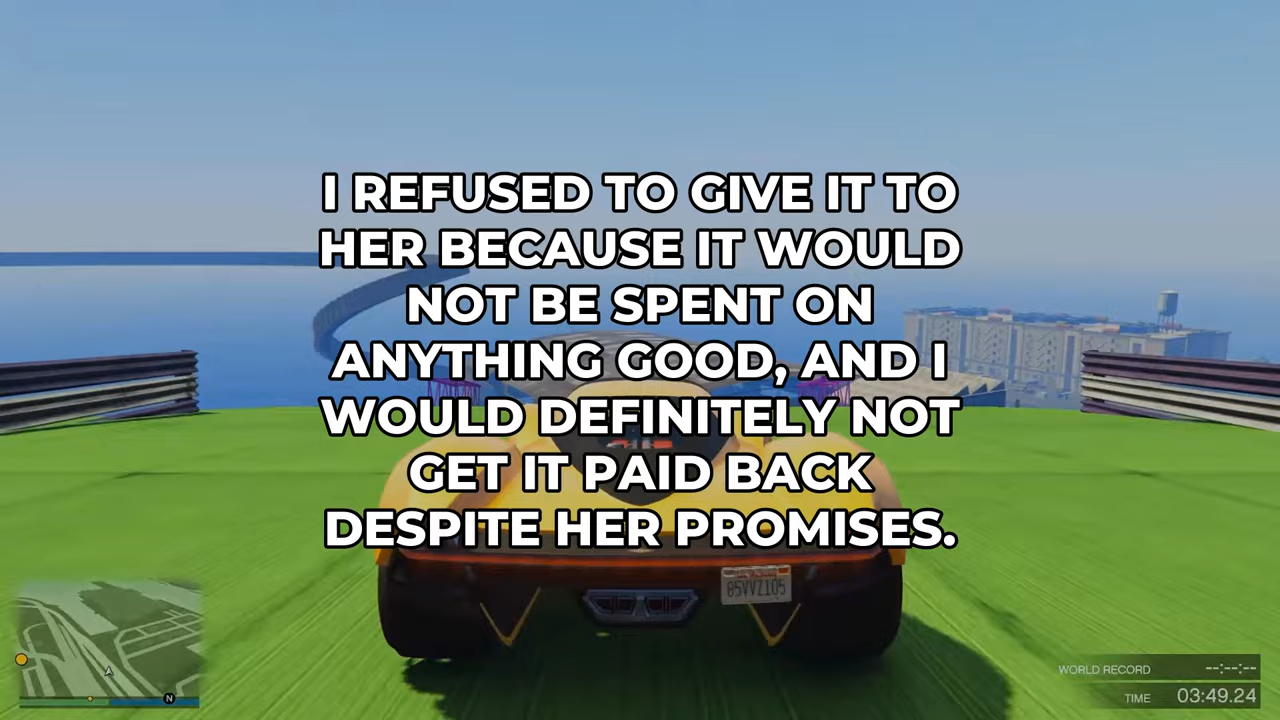 I REFUSED TO GIVE IT TO
HER BECAUSE IT WOULD
NOT BE SPENT ON
ANYTHING GOOD, AND I
WOULD DEFINITELY NOT
GET IT PAID BACK
DESPITE HER PROMISES.
85VVZ105
N
WORLD RECORD --:--:--
TIME 03:49.24